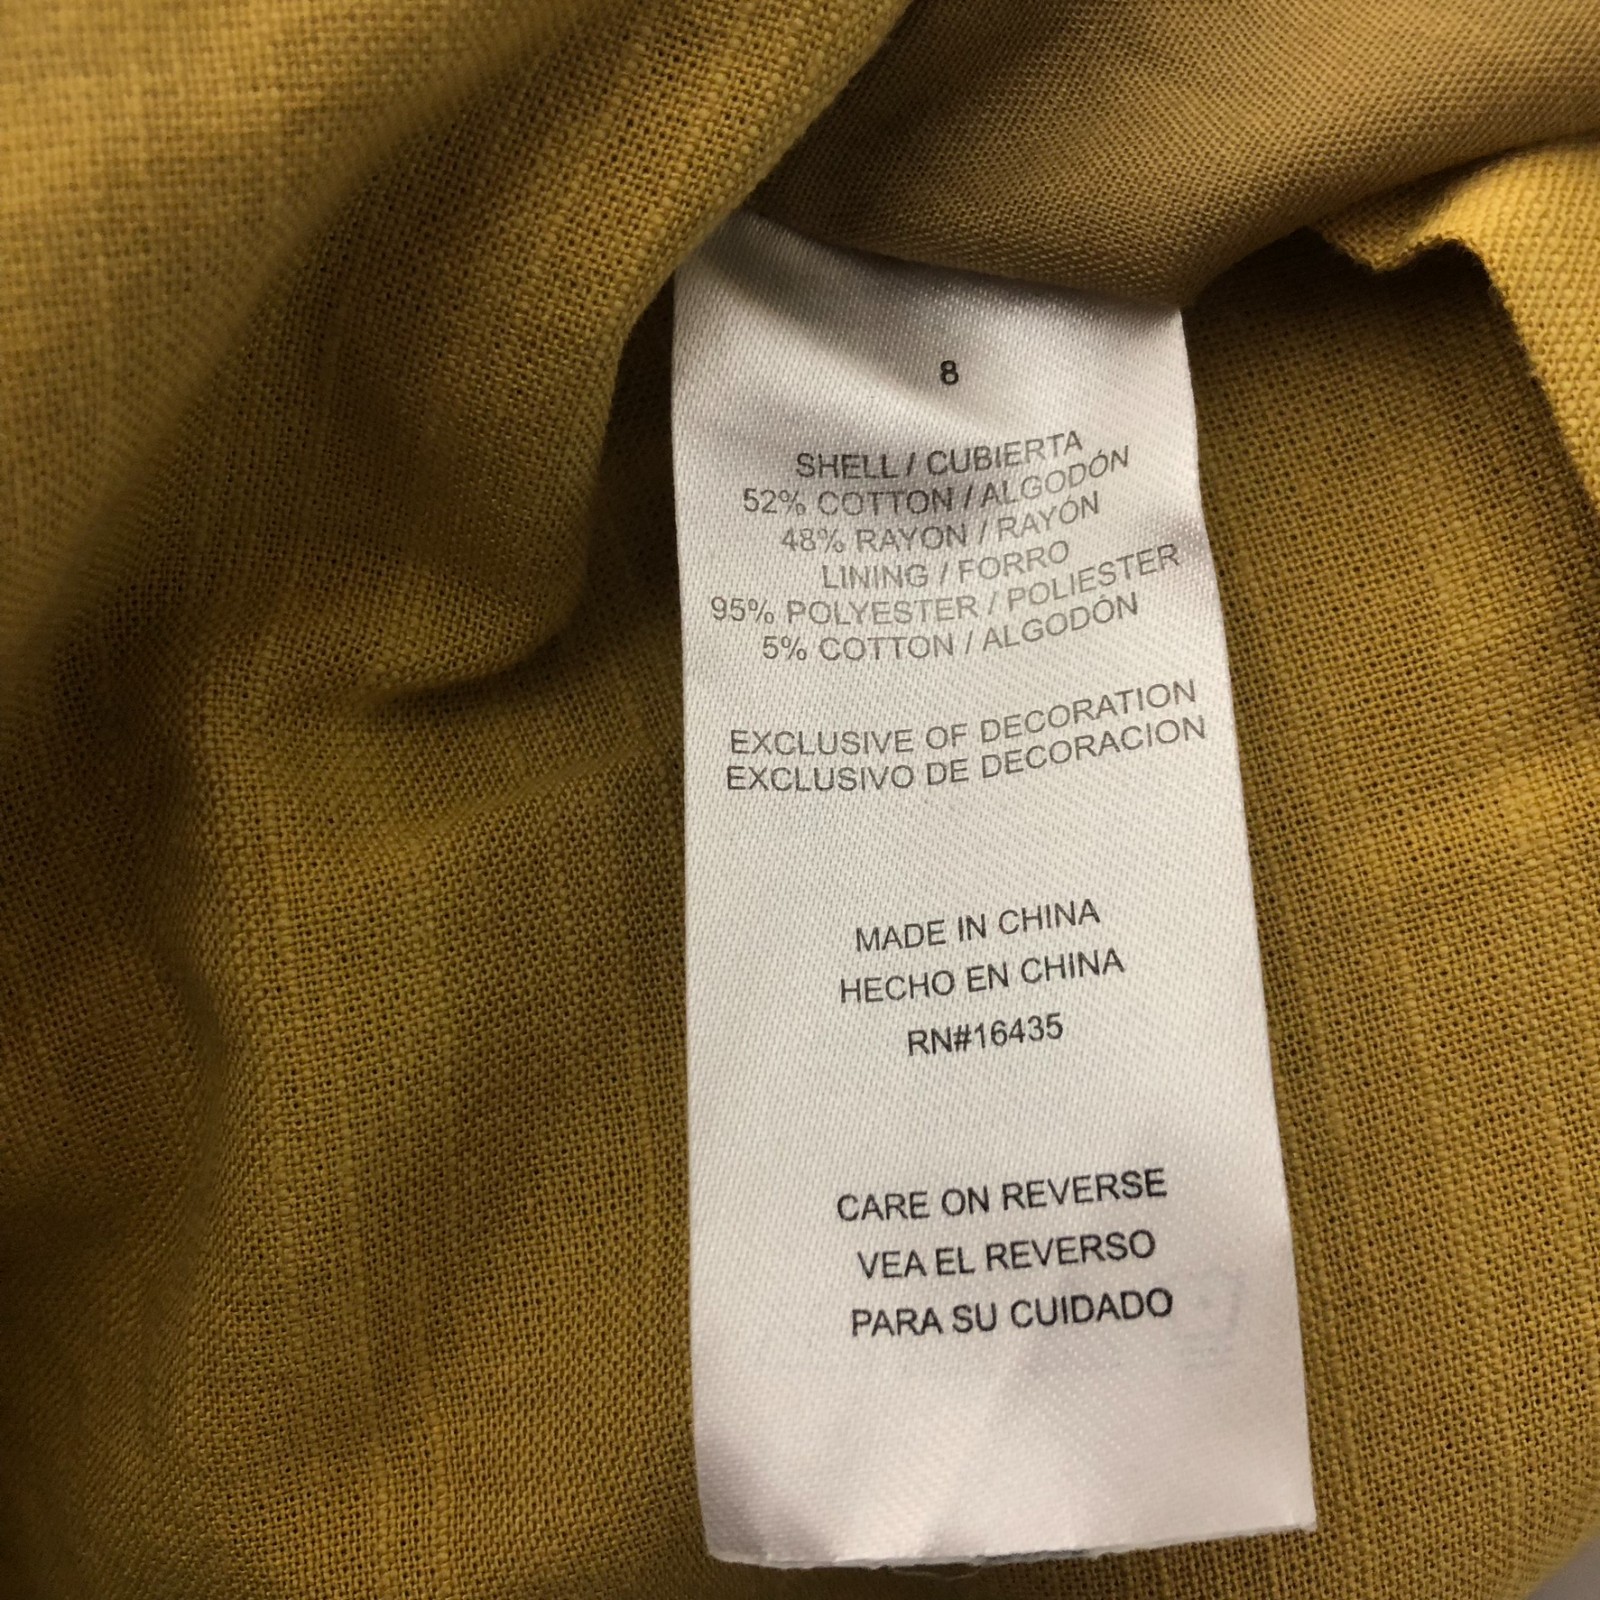 8
SHELL / CUBIERTA
52% COTTON / ALGODÓN
48% RAYON / RAYÓN
LINING / FORRO
95% POLYESTER / POLIESTER
5% COTTON / ALGODÓN
EXCLUSIVE OF DECORATION
EXCLUSIVO DE DECORACION
MADE IN CHINA
HECHO EN CHINA
RN#16435
CARE ON REVERSE
VEA EL REVERSO
PARA SU CUIDADO